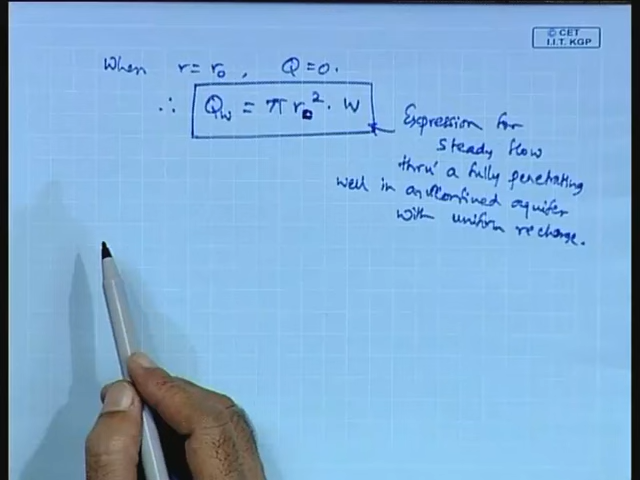 © CET
I.I.T. KGP
When r = r₀, Q = 0.
∴ Q_w = π r₀². W
Expression for
steady flow
thru' a fully penetrating
well in an unconfined aquifer
with uniform recharge.